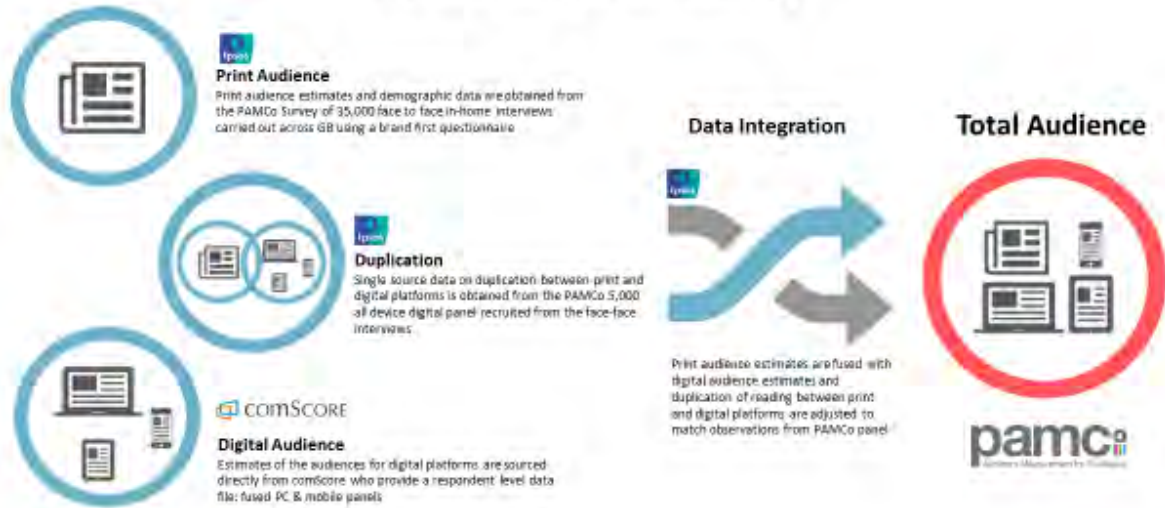 Ipsos
Print Audience
Print audience estimates and demographic data are obtained from
the PAMCo Survey of 35,000 face to face in-home interviews
carried out across GB using a brand first questionnaire
Ipsos
Duplication
Single source data on duplication between print and
digital platforms is obtained from the PAMCo 5,000
all device digital panel recruited from the face-face
interviews
comScore
Digital Audience
Estimates of the audiences for digital platforms are sourced
directly from comScore who provide a respondent level data
file: fused PC & mobile panels
Data Integration
Ipsos
Print audience estimates are fused with
digital audience estimates and
duplication of reading between print
and digital platforms are adjusted to
match observations from PAMCo panel
Total Audience
pamco
Audience Measurement for Publishers